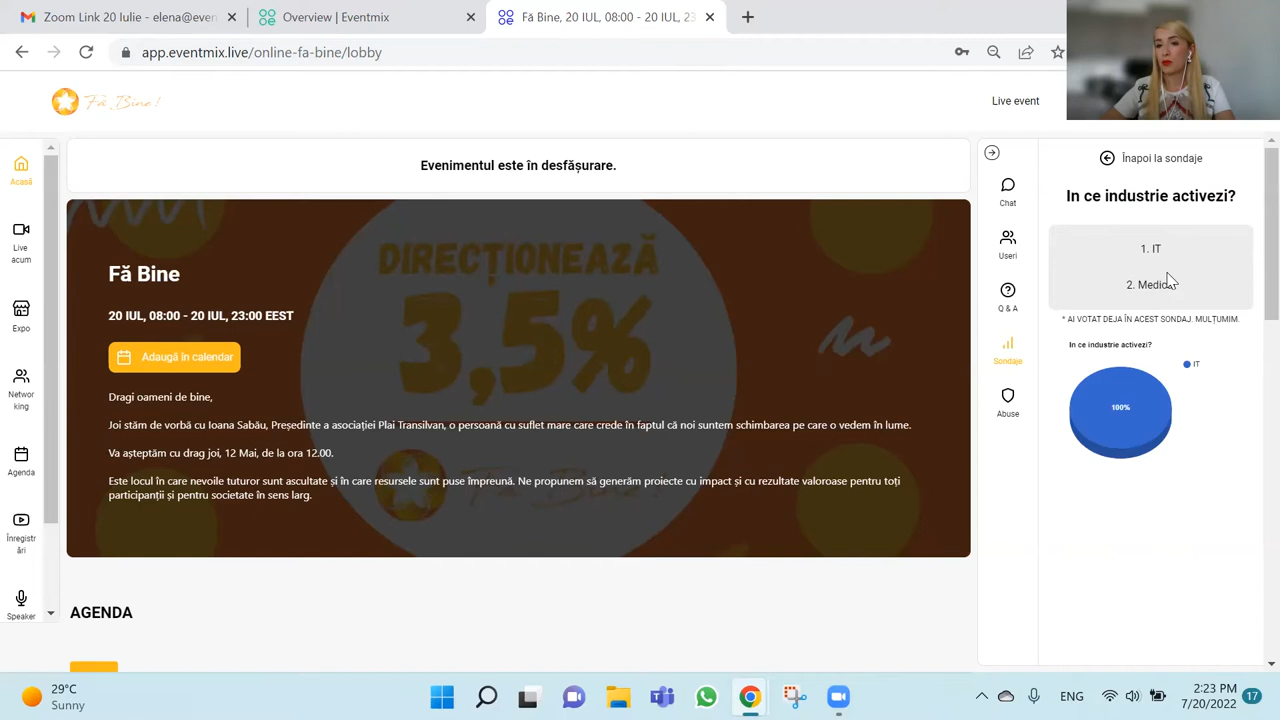 Zoom Link 20 Iulie - elena@even
Overview | Eventmix
Fă Bine, 20 IUL, 08:00 - 20 IUL, 23
app.eventmix.live/online-fa-bine/lobby
Fă Bine!
Live event
Acasă
Live acum
Expo
Networking
Agenda
Înregistrări
Speaker
Evenimentul este în desfășurare.
DIRECȚIONEAZĂ
3,5%
Fă Bine
20 IUL, 08:00 - 20 IUL, 23:00 EEST
Adaugă în calendar
Dragi oameni de bine,
Joi stăm de vorbă cu Ioana Sabău, Președinte a asociației Plai Transilvan, o persoană cu suflet mare care crede în faptul că noi suntem schimbarea pe care o vedem în lume.
Va așteptăm cu drag joi, 12 Mai, de la ora 12.00.
Este locul în care nevoile tuturor sunt ascultate și în care resursele sunt puse împreună. Ne propunem să generăm proiecte cu impact și cu rezultate valoroase pentru toți
participanții și pentru societate în sens larg.
AGENDA
Chat
Useri
Q & A
Sondaje
Abuse
Înapoi la sondaje
In ce industrie activezi?
1. IT
2. Medic
* AI VOTAT DEJA ÎN ACEST SONDAJ. MULȚUMIM.
In ce industrie activezi?
IT
100%
29°C
Sunny
ENG
2:23 PM
7/20/2022
17